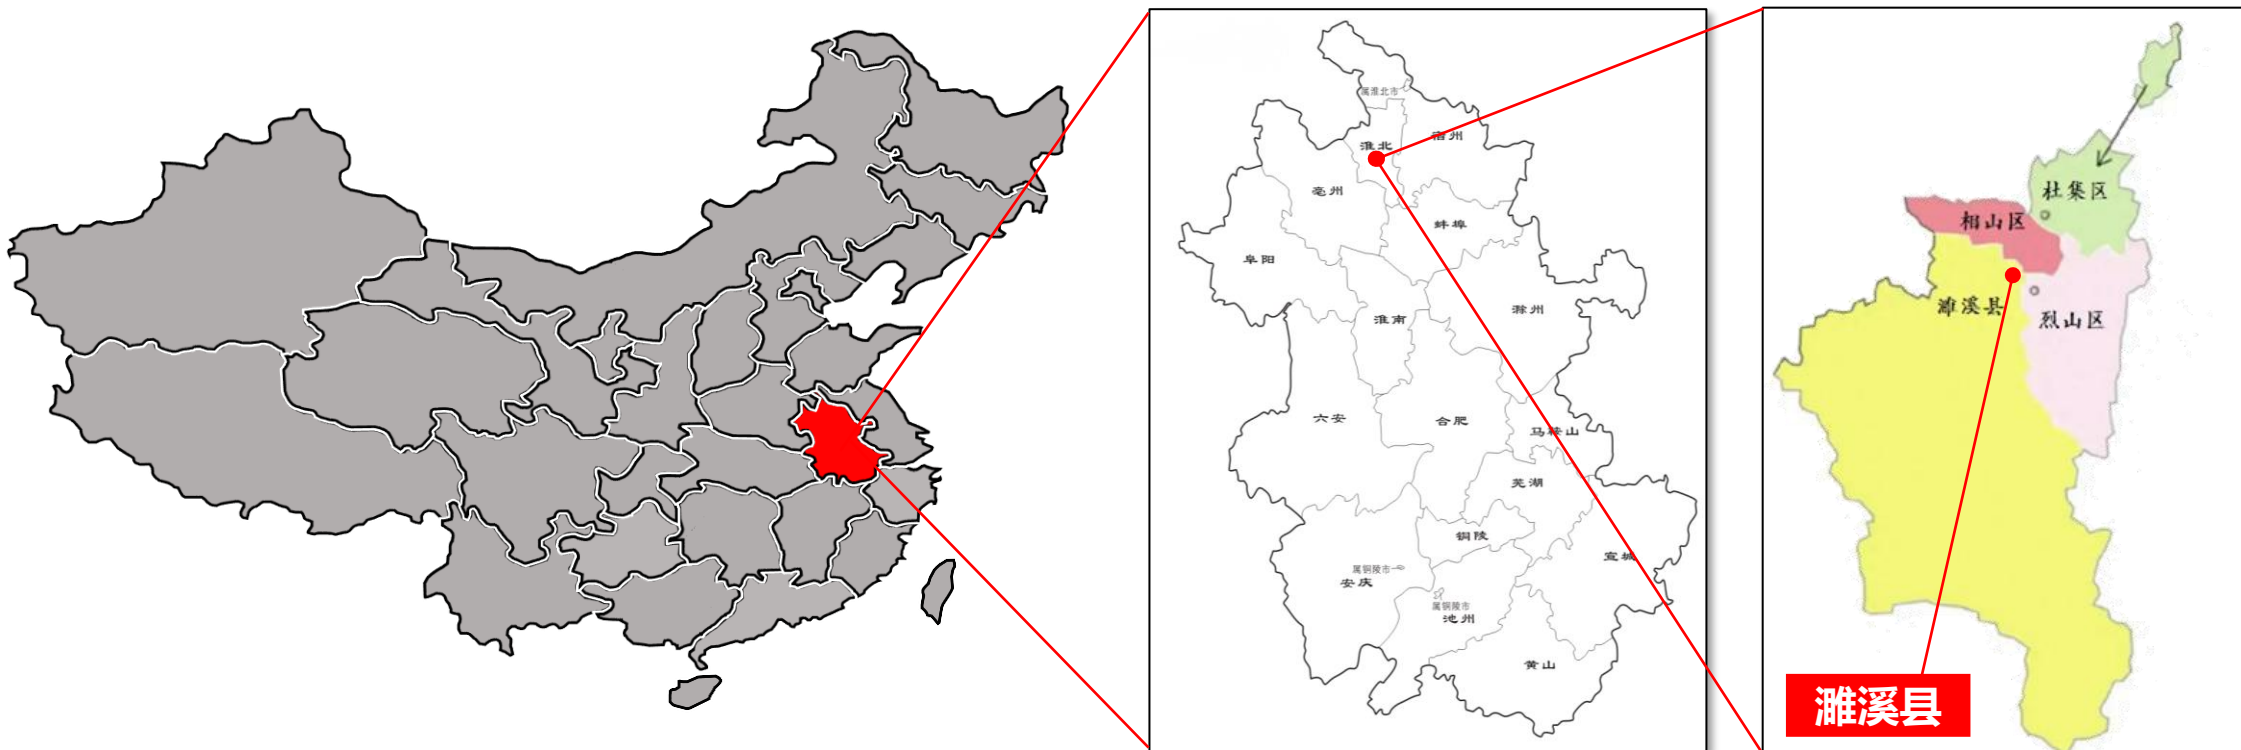 属淮北市
宿州
淮北
亳州
蚌埠
阜阳
滁州
淮南
六安
合肥
马鞍山
芜湖
铜陵
宣城
属铜陵市
安庆
属铜陵市
池州
黄山
杜集区
相山区
濉溪县
烈山区
濉溪县